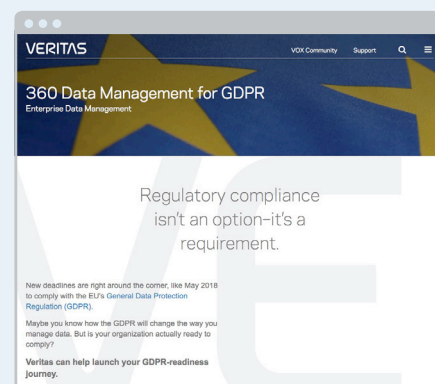 VERITAS
VOX Community Support
360 Data Management for GDPR
Enterprise Data Management
Regulatory compliance
isn't an option–it's a
requirement.
New deadlines are right around the corner, like May 2018
to comply with the EU's General Data Protection
Regulation (GDPR).
Maybe you know how the GDPR will change the way you
manage data. But is your organization actually ready to
comply?
Veritas can help launch your GDPR-readiness
journey.
VE